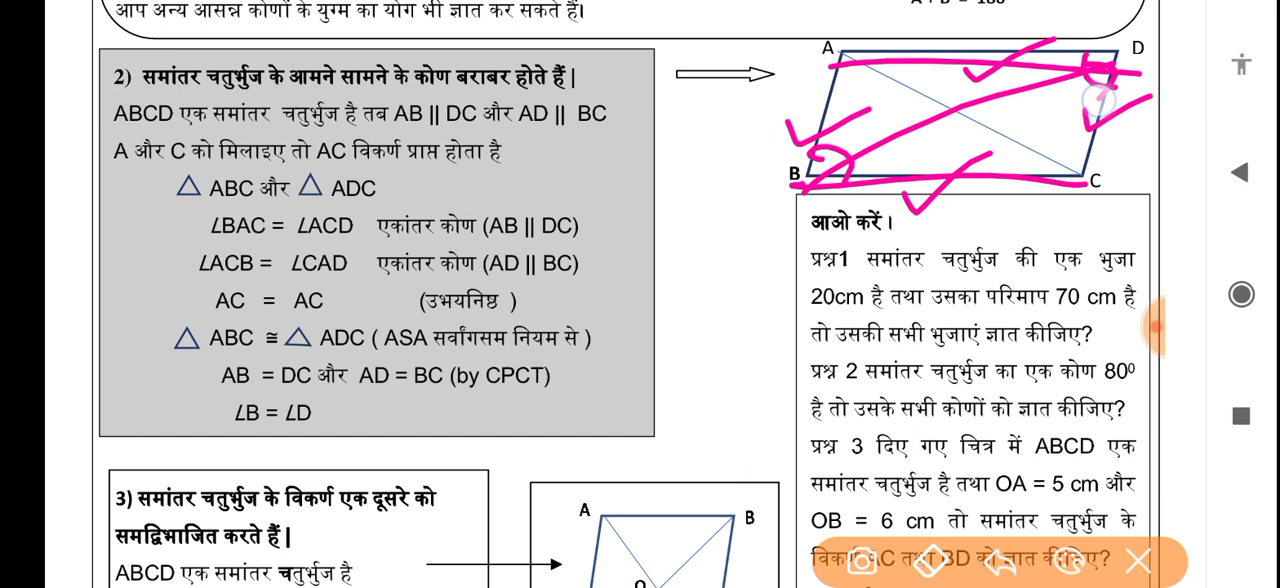 आप अन्य आसन्न कोणों के युग्म का योग भी ज्ञात कर सकते हैं।
2) समांतर चतुर्भुज के आमने सामने के कोण बराबर होते हैं |
ABCD एक समांतर चतुर्भुज है तब AB || DC और AD || BC
A और C को मिलाइए तो AC विकर्ण प्राप्त होता है
△ ABC और △ ADC
∠BAC = ∠ACD एकांतर कोण (AB || DC)
∠ACB = ∠CAD एकांतर कोण (AD || BC)
AC = AC (उभयनिष्ठ )
△ ABC ≅ △ ADC ( ASA सर्वांगसम नियम से )
AB = DC और AD = BC (by CPCT)
∠B = ∠D
A D
B C
आओ करें।
प्रश्न1 समांतर चतुर्भुज की एक भुजा
20cm है तथा उसका परिमाप 70 cm है
तो उसकी सभी भुजाएं ज्ञात कीजिए?
प्रश्न 2 समांतर चतुर्भुज का एक कोण 80⁰
है तो उसके सभी कोणों को ज्ञात कीजिए?
प्रश्न 3 दिए गए चित्र में ABCD एक
समांतर चतुर्भुज है तथा OA = 5 cm और
OB = 6 cm तो समांतर चतुर्भुज के
विकर्ण AC तथा BD को ज्ञात कीजिए?
3) समांतर चतुर्भुज के विकर्ण एक दूसरे को
समद्विभाजित करते हैं |
ABCD एक समांतर चतुर्भुज है
A B
O